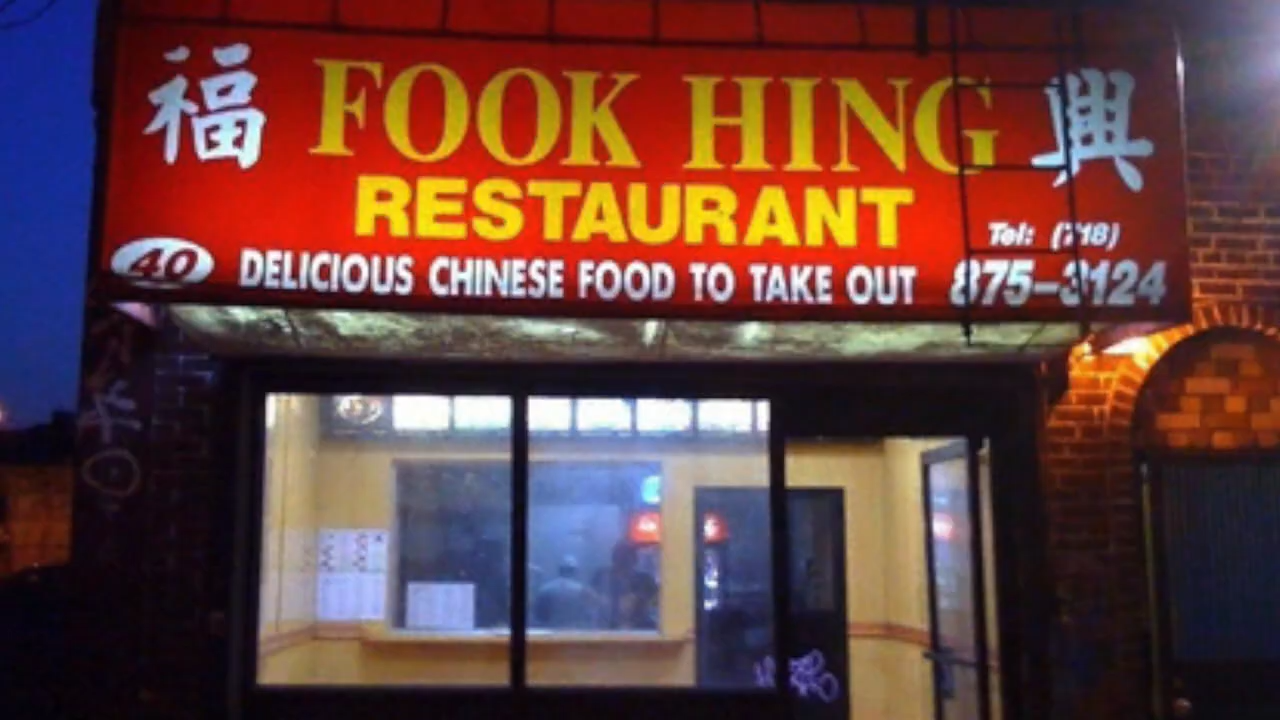 福 FOOK HING 興
RESTAURANT
Tel: (718)
40 DELICIOUS CHINESE FOOD TO TAKE OUT 875-3124